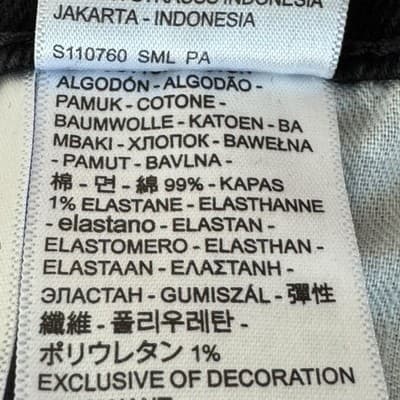 INDONESIA
JAKARTA - INDONESIA
S110760 SML PA
ALGODÓN - ALGODÃO -
PAMUK - COTONE -
BAUMWOLLE - KATOEN - BA
MBAKI - ХЛОПОК - BAWEŁNA
- PAMUT - BAVLNA -
棉 - 면 - 綿 99% - KAPAS
1% ELASTANE - ELASTHANNE
- elastano - ELASTAN -
ELASTOMERO - ELASTHAN -
ELASTAAN - ΕΛΑΣΤΑΝΗ -
ЭЛАСТАН - GUMISZÁL - 彈性
纖維 - 폴리우레탄 -
ポリウレタン 1%
EXCLUSIVE OF DECORATION